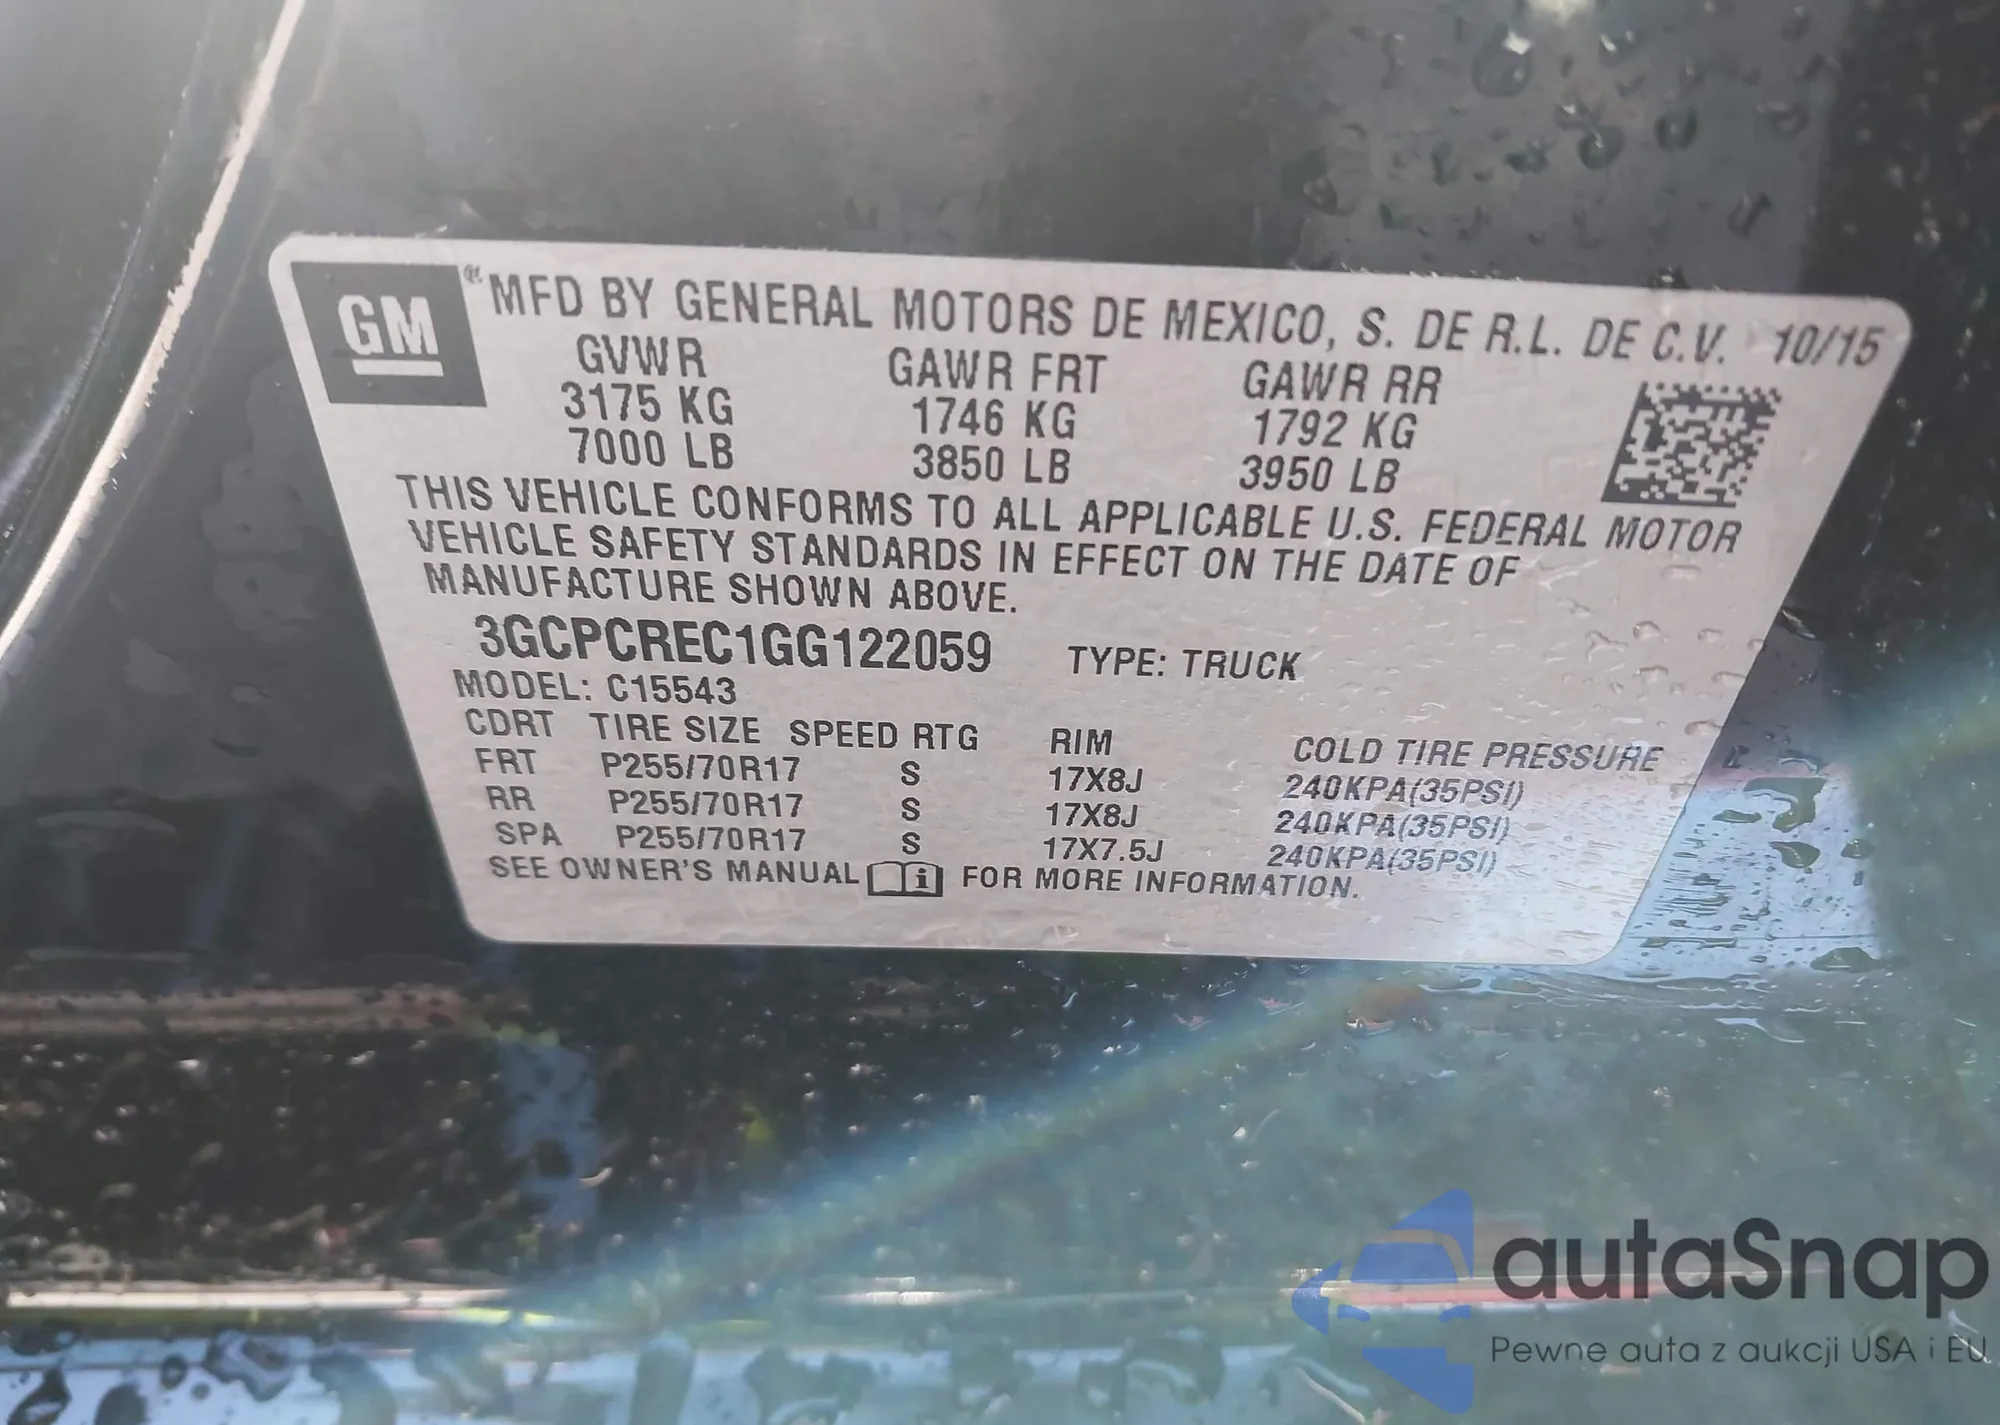 GM ® MFD BY GENERAL MOTORS DE MEXICO, S. DE R.L. DE C.V. 10/15
GVWR GAWR FRT GAWR RR
3175 KG 1746 KG 1792 KG
7000 LB 3850 LB 3950 LB
THIS VEHICLE CONFORMS TO ALL APPLICABLE U.S. FEDERAL MOTOR
VEHICLE SAFETY STANDARDS IN EFFECT ON THE DATE OF
MANUFACTURE SHOWN ABOVE.
3GCPCREC1GG122059 TYPE: TRUCK
MODEL: C15543
CDRT TIRE SIZE SPEED RTG RIM COLD TIRE PRESSURE
FRT P255/70R17 S 17X8J 240KPA(35PSI)
RR P255/70R17 S 17X8J 240KPA(35PSI)
SPA P255/70R17 S 17X7.5J 240KPA(35PSI)
SEE OWNER'S MANUAL i FOR MORE INFORMATION.
autaSnap
Pewne auta z aukcji USA i EU